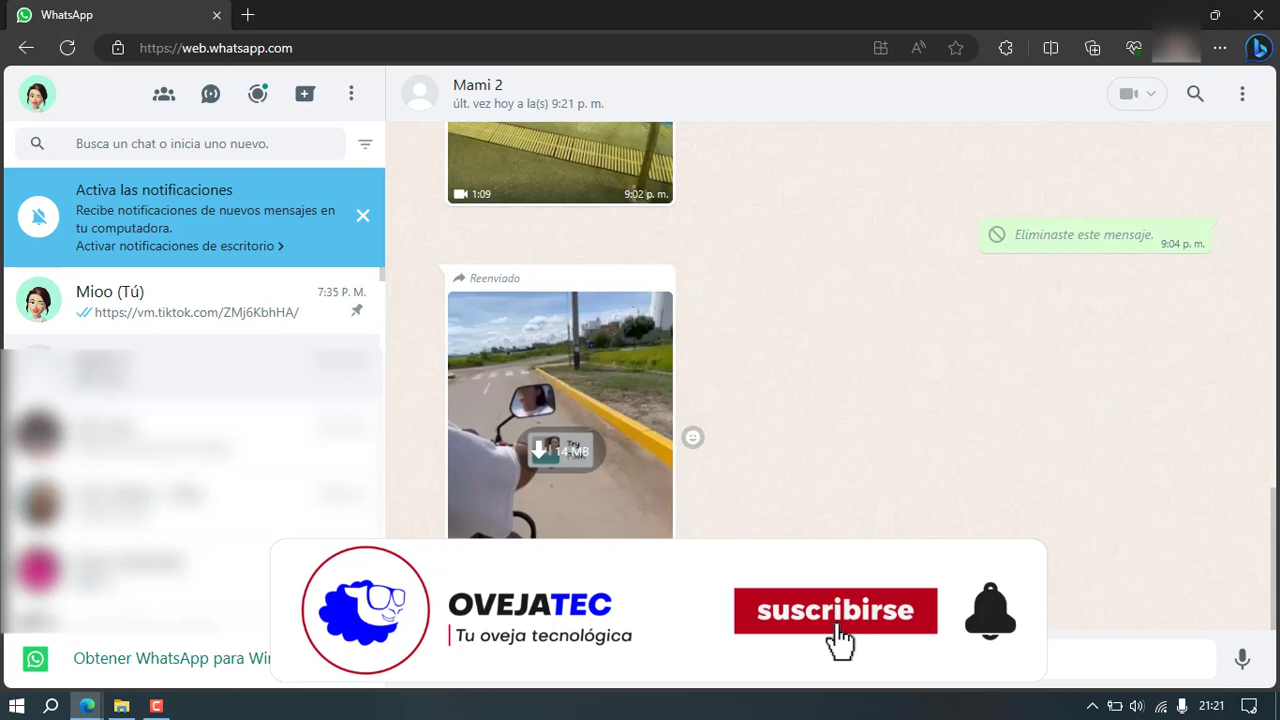 WhatsApp
https://web.whatsapp.com
Mami 2
últ. vez hoy a la(s) 9:21 p. m.
Busca un chat o inicia uno nuevo.
Activa las notificaciones
Recibe notificaciones de nuevos mensajes en
tu computadora.
Activar notificaciones de escritorio
Mioo (Tú)
7:35 P. M.
https://vm.tiktok.com/ZMj6KbhHA/
Obtener WhatsApp para Win
1:09
9:02 p. m.
Eliminaste este mensaje.
9:04 p. m.
Reenviado
Try
14 MB
OVEJATEC
Tu oveja tecnológica
suscribirse
21:21